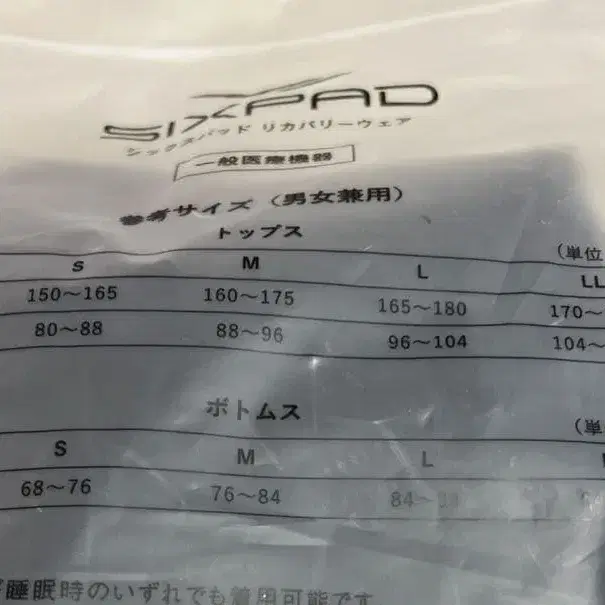 SIXPAD
シックスパッド リカバリーウェア
一般医療機器
参考サイズ（男女兼用）
トップス
（単位
S M L LL
150～165 160～175 165～180 170～
80～88 88～96 96～104 104～
ボトムス
（単
S M L
68～76 76～84 84～
睡眠時のいずれでも着用可能です